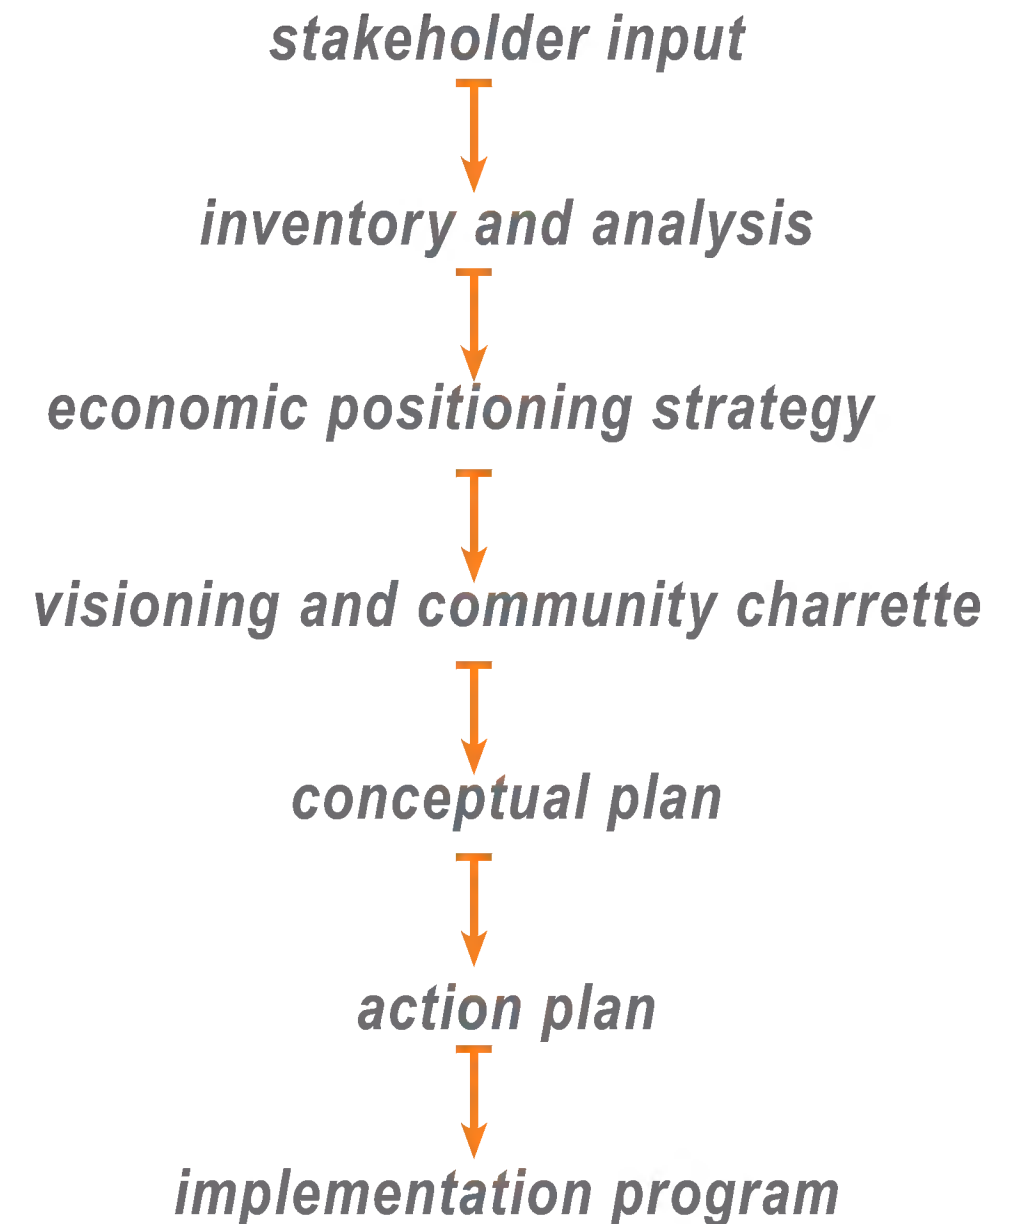 stakeholder input
inventory and analysis
economic positioning strategy
visioning and community charrette
conceptual plan
action plan
implementation program